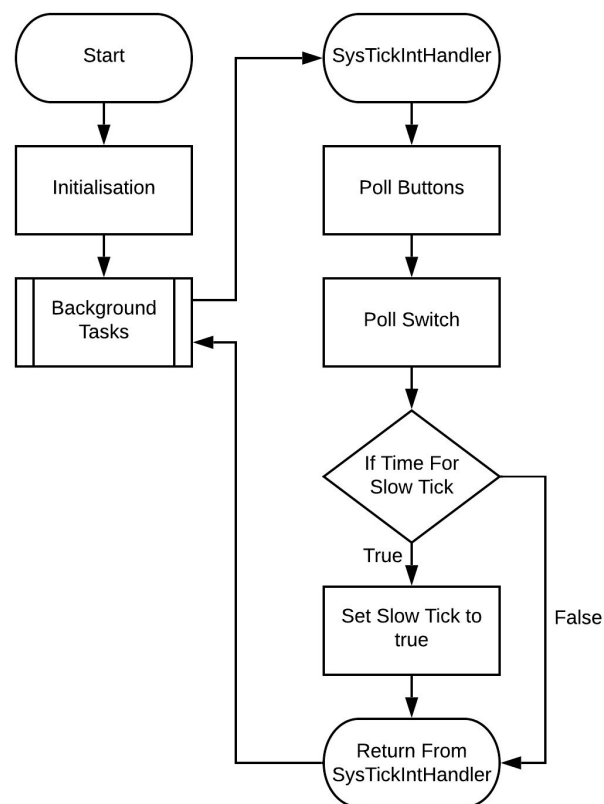 Start
Initialisation
Background
Tasks
SysTickIntHandler
Poll Buttons
Poll Switch
If Time For
Slow Tick
True
False
Set Slow Tick to
true
Return From
SysTickIntHandler